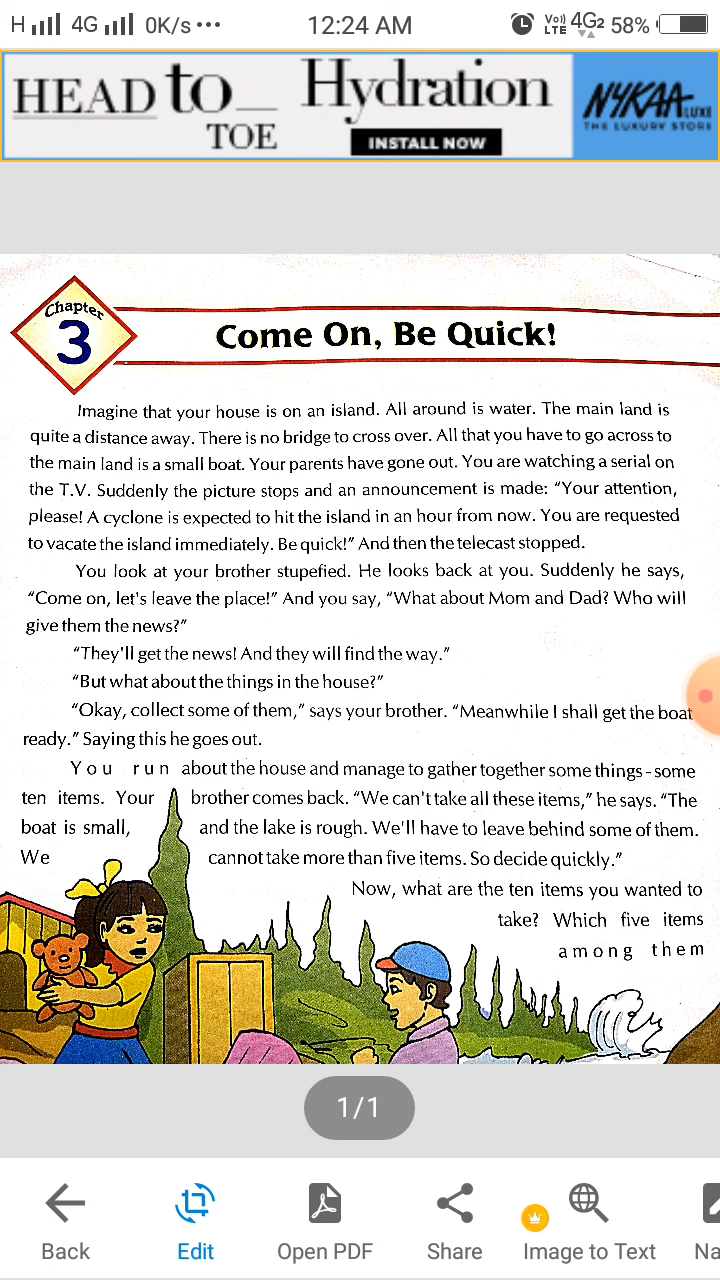 H 4G 0K/s ••• 12:24 AM Vo)) LTE 4G2 58%
HEAD to_ Hydration NYKAA LUXE
TOE INSTALL NOW THE LUXURY STORE
Chapter
3
Come On, Be Quick!
Imagine that your house is on an island. All around is water. The main land is
quite a distance away. There is no bridge to cross over. All that you have to go across to
the main land is a small boat. Your parents have gone out. You are watching a serial on
the T.V. Suddenly the picture stops and an announcement is made: "Your attention,
please! A cyclone is expected to hit the island in an hour from now. You are requested
to vacate the island immediately. Be quick!" And then the telecast stopped.
You look at your brother stupefied. He looks back at you. Suddenly he says,
"Come on, let's leave the place!" And you say, "What about Mom and Dad? Who will
give them the news?"
"They'll get the news! And they will find the way."
"But what about the things in the house?"
"Okay, collect some of them," says your brother. "Meanwhile I shall get the boat
ready." Saying this he goes out.
You run about the house and manage to gather together some things - some
ten items. Your brother comes back. "We can't take all these items," he says. "The
boat is small, and the lake is rough. We'll have to leave behind some of them.
We cannot take more than five items. So decide quickly."
Now, what are the ten items you wanted to
take? Which five items
among them
1/1
Back Edit Open PDF Share Image to Text Na